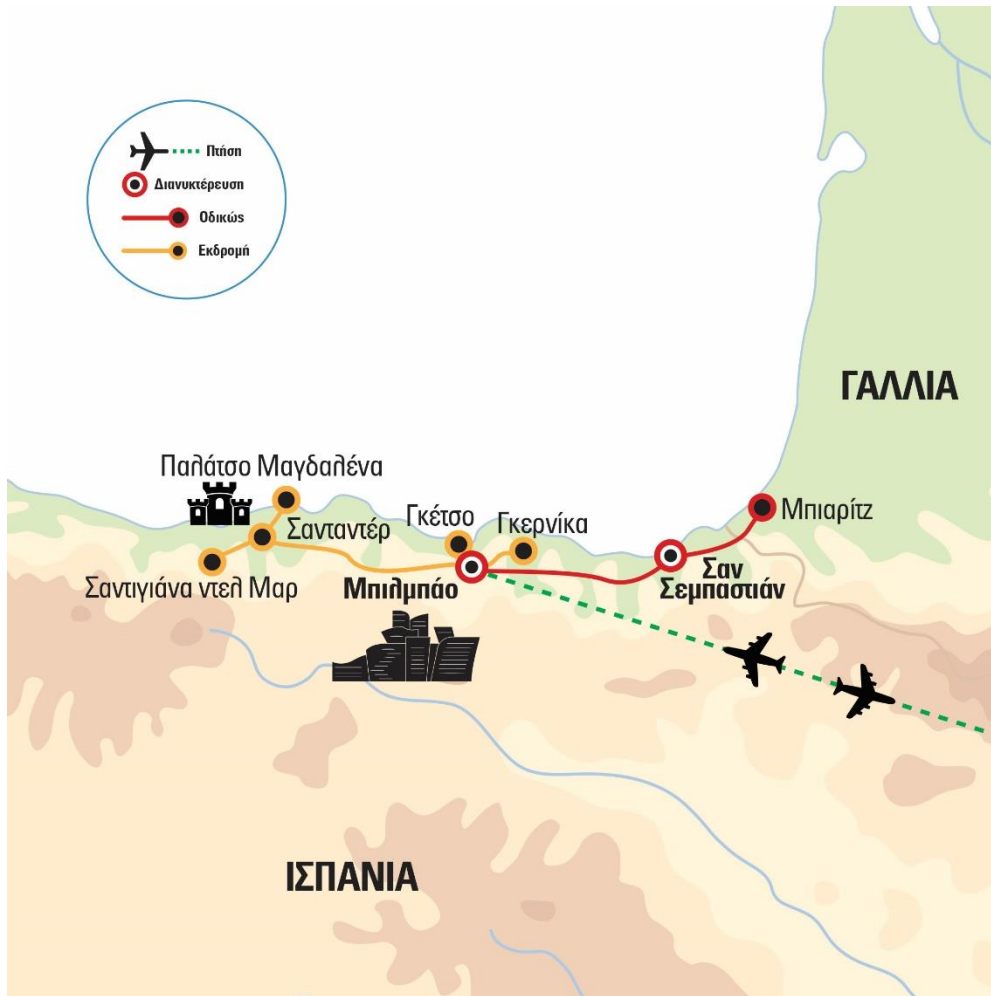 Πτήση
Διανυκτέρευση
Οδικώς
Εκδρομή
ΓΑΛΛΙΑ
Παλάτσο Μαγδαλένα
Σανταντέρ
Γκέτσο
Γκερνίκα
Μπιαρίτζ
Σαντιγιάνα ντελ Μαρ
Μπιλμπάο
Σαν
Σεμπαστιάν
ΙΣΠΑΝΙΑ